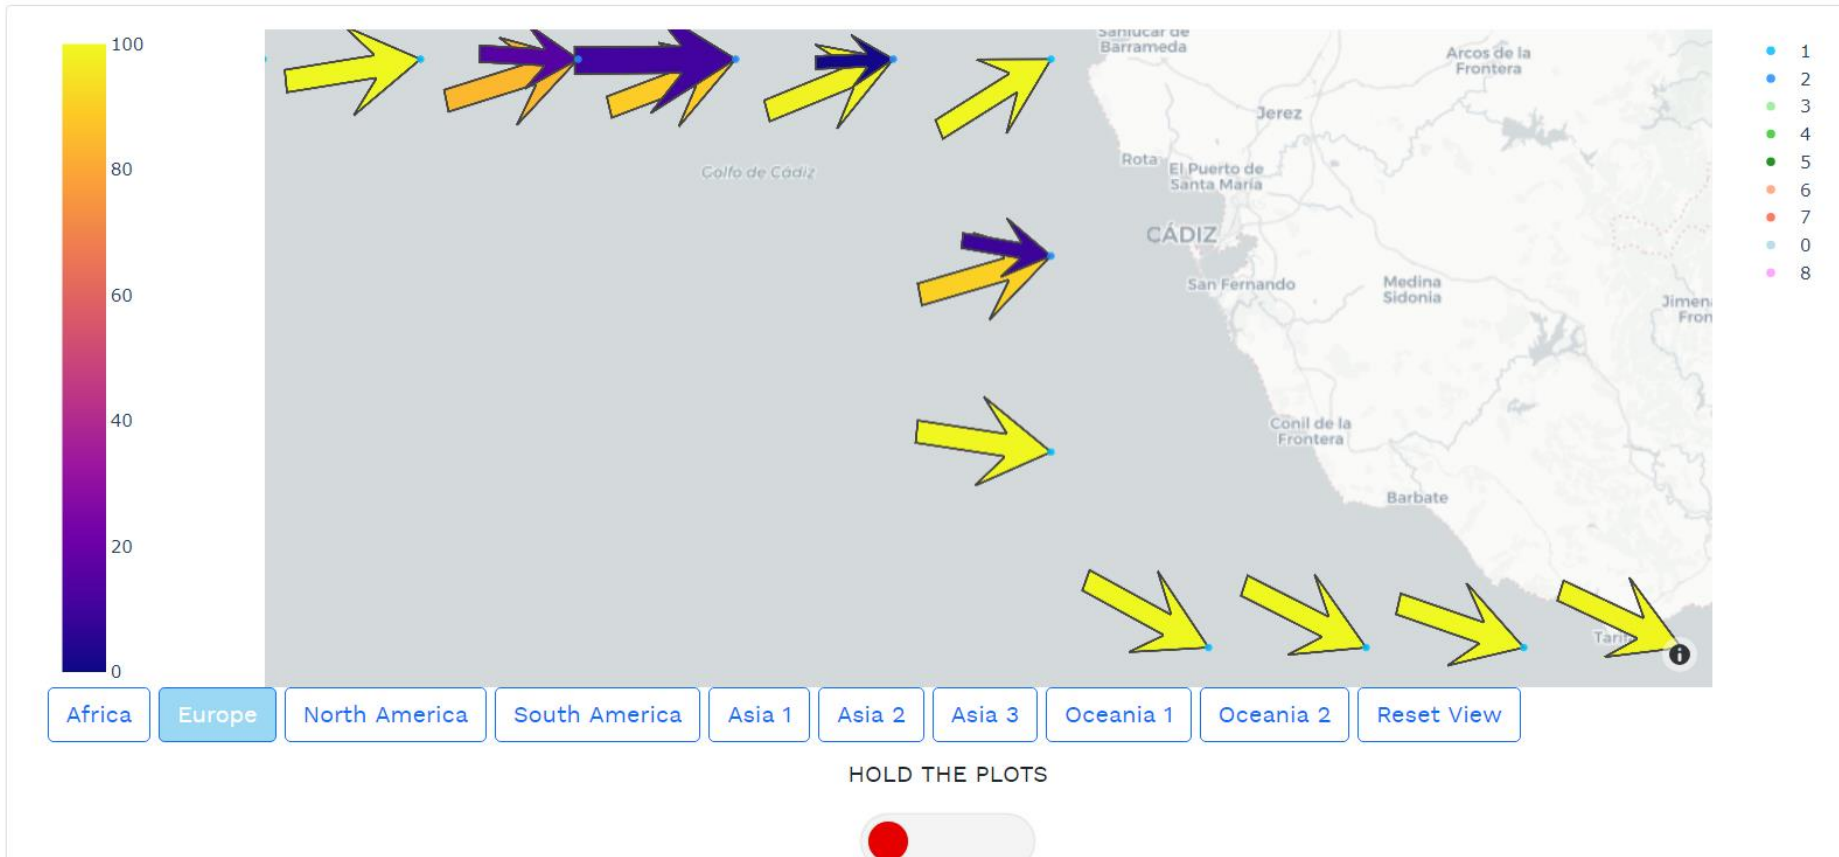 100
80
60
40
20
0
Sanlúcar de
Barrameda
Arcos de la
Frontera
Jerez
Rota
El Puerto de
Santa María
Golfo de Cádiz
CÁDIZ
San Fernando
Medina
Sidonia
Conil de la
Frontera
Barbate
1
2
3
4
5
6
7
0
8
Africa
Europe
North America
South America
Asia 1
Asia 2
Asia 3
Oceania 1
Oceania 2
Reset View
HOLD THE PLOTS